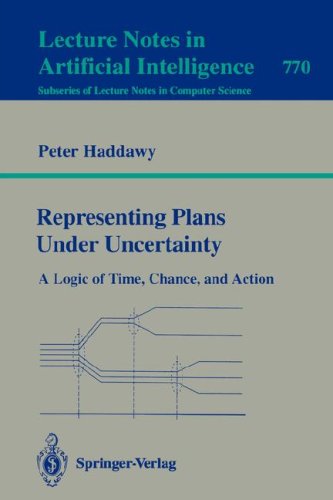 Lecture Notes in
Artificial Intelligence 770
Subseries of Lecture Notes in Computer Science
Peter Haddawy
Representing Plans
Under Uncertainty
A Logic of Time, Chance, and Action
Springer-Verlag